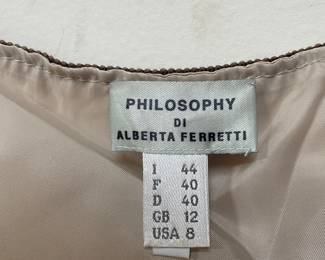 PHILOSOPHY
DI
ALBERTA FERRETTI
I 44
F 40
D 40
GB 12
USA 8